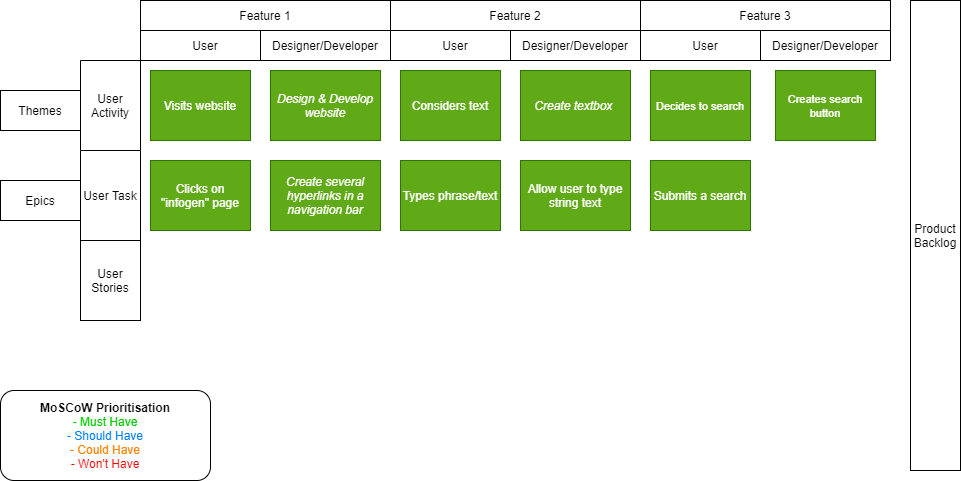 Feature 1
Feature 2
Feature 3
User
Designer/Developer
User
Designer/Developer
User
Designer/Developer
Themes
User
Activity
Visits website
Design & Develop
website
Considers text
Create textbox
Decides to search
Creates search
button
Epics
User Task
Clicks on
"infogen" page
Create several
hyperlinks in a
navigation bar
Types phrase/text
Allow user to type
string text
Submits a search
User
Stories
Product
Backlog
MoSCoW Prioritisation
- Must Have
- Should Have
- Could Have
- Won't Have